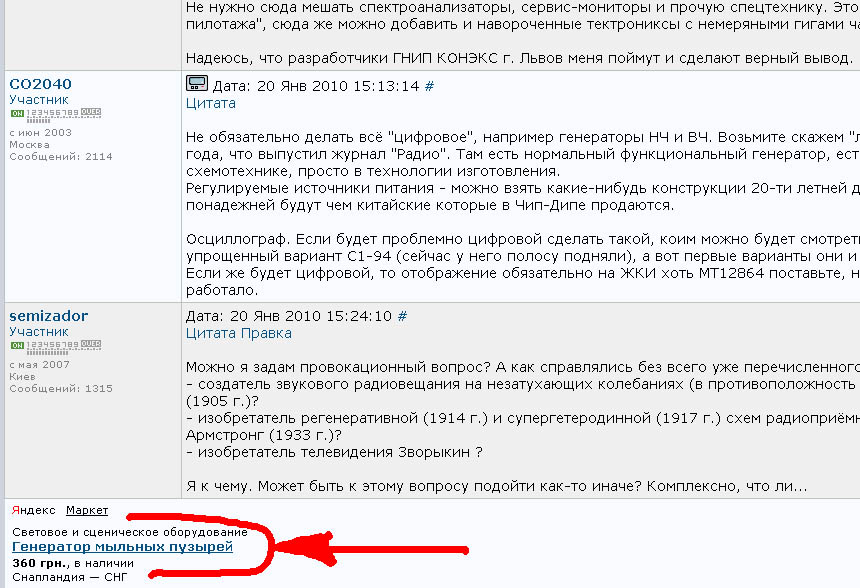 Не нужно сюда мешать спектроанализаторы, сервис-мониторы и прочую спецтехнику. Это
пилотажа", сюда же можно добавить и навороченные тектрониксы с немеряными гигами
Надеюсь, что разработчики ГНИП КОНЭКС г. Львов меня поймут и сделают верный вывод.
CO2040
Участник
ON 123456789 OVER
с июн 2003
Москва
Сообщений: 2114
Дата: 20 Янв 2010 15:13:14 #
Цитата
Не обязательно делать всё "цифровое", например генераторы НЧ и ВЧ. Возьмите скажем
года, что выпустил журнал "Радио". Там есть нормальный функциональный генератор,
схемотехнике, просто в технологии изготовления.
Регулируемые источники питания - можно взять какие-нибудь конструкции 20-ти летней
понадежней будут чем китайские которые в Чип-Дипе продаются.
Осциллограф. Если будет проблемно цифровой сделать такой, коим можно будет
упрощенный вариант С1-94 (сейчас у него полосу подняли), а вот первые варианты они и
Если же будет цифровой, то отображение обязательно на ЖКИ хоть МТ12864 поставьте,
работало.
semizador
Участник
ON 123456789 OVER
с мая 2007
Киев
Сообщений: 1315
Дата: 20 Янв 2010 15:24:10 #
Цитата Правка
Можно я задам провокационный вопрос? А как справлялись без всего уже перечисленного
- создатель звукового радиовещания на незатухающих колебаниях (в противоположность
(1905 г.)?
- изобретатель регенеративной (1914 г.) и супергетеродинной (1917 г.) схем
Армстронг (1933 г.)?
- изобретатель телевидения Зворыкин ?
Я к чему. Может быть к этому вопросу подойти как-то иначе? Комплексно, что ли...
Яндекс Маркет
Световое и сценическое оборудование
Генератор мыльных пузырей
360 грн., в наличии
Снапландия — СНГ